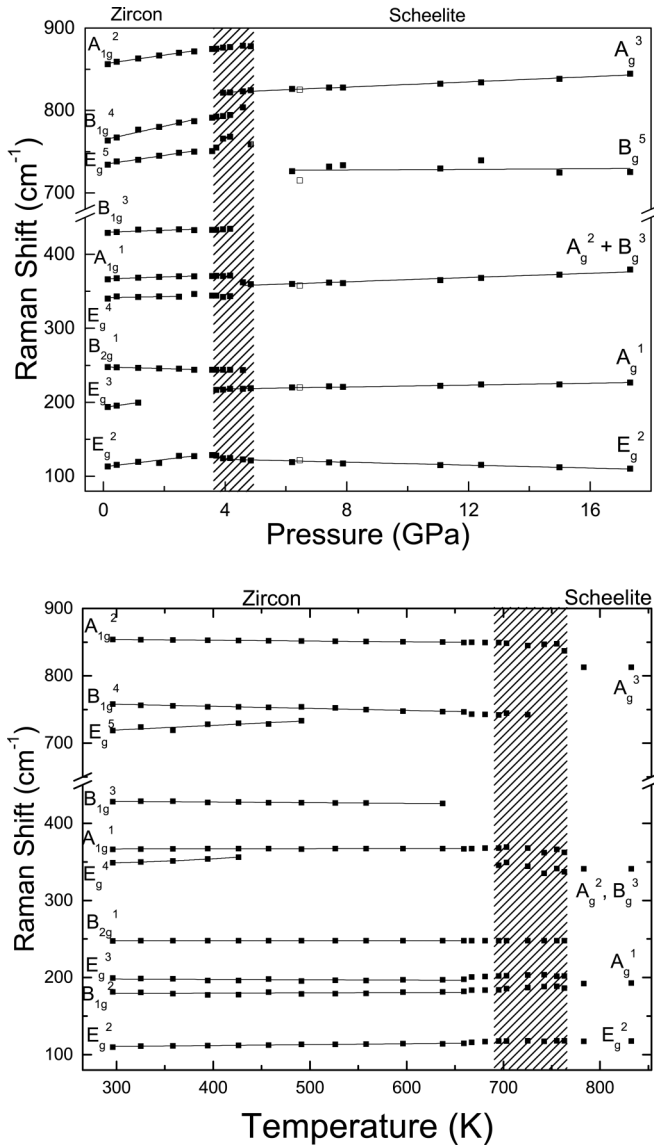 Zircon Scheelite
900
A1g2
Ag3
800
B1g4
Eg5
Bg5
700
B1g3
400
A1g1
Ag2 + Bg3
Eg4
300
B2g1
Ag1
200
Eg3
Eg2
Eg2
100
0 4 8 12 16
Pressure (GPa)
Raman Shift (cm-1)
Zircon Scheelite
900
A1g2
800
Ag3
B1g4
Eg5
700
B1g3
400
A1g1
Eg4
Ag2, Bg3
300
B2g1
Ag1
Eg3
200
B1g2
Eg2
Eg2
100
300 400 500 600 700 800
Temperature (K)
Raman Shift (cm-1)